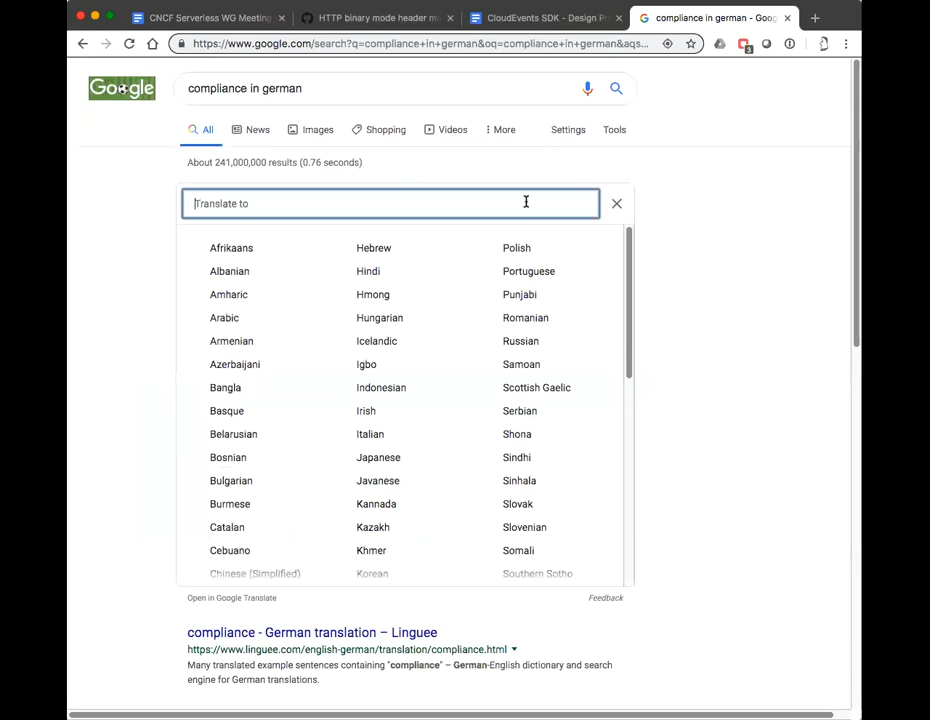 CNCF Serverless WG Meeting
HTTP binary mode header m
CloudEvents SDK - Design P
compliance in german - Goog
https://www.google.com/search?q=compliance+in+german&oq=compliance+in+german&aqs...
3
Google
compliance in german
All
News
Images
Shopping
Videos
More
Settings
Tools
About 241,000,000 results (0.76 seconds)
Translate to
Afrikaans Hebrew Polish
Albanian Hindi Portuguese
Amharic Hmong Punjabi
Arabic Hungarian Romanian
Armenian Icelandic Russian
Azerbaijani Igbo Samoan
Bangla Indonesian Scottish Gaelic
Basque Irish Serbian
Belarusian Italian Shona
Bosnian Japanese Sindhi
Bulgarian Javanese Sinhala
Burmese Kannada Slovak
Catalan Kazakh Slovenian
Cebuano Khmer Somali
Chinese (Simplified) Korean Southern Sotho
Open in Google Translate
Feedback
compliance - German translation – Linguee
https://www.linguee.com/english-german/translation/compliance.html
Many translated example sentences containing "compliance" – German-English dictionary and search
engine for German translations.